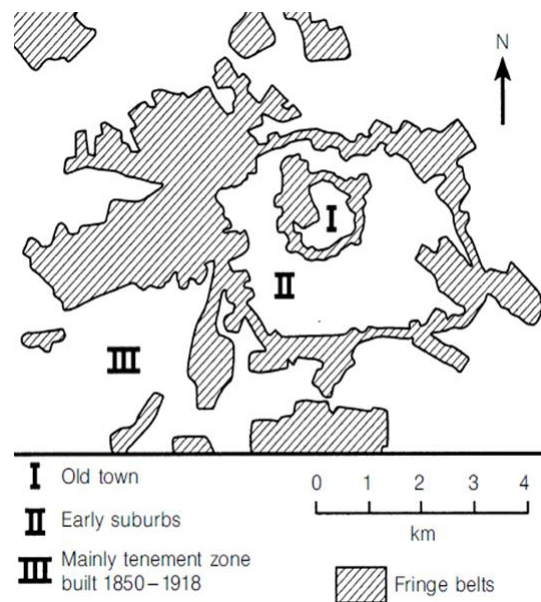 N
I
II
III
I Old town
II Early suburbs
III Mainly tenement zone
built 1850–1918
0 1 2 3 4
km
Fringe belts